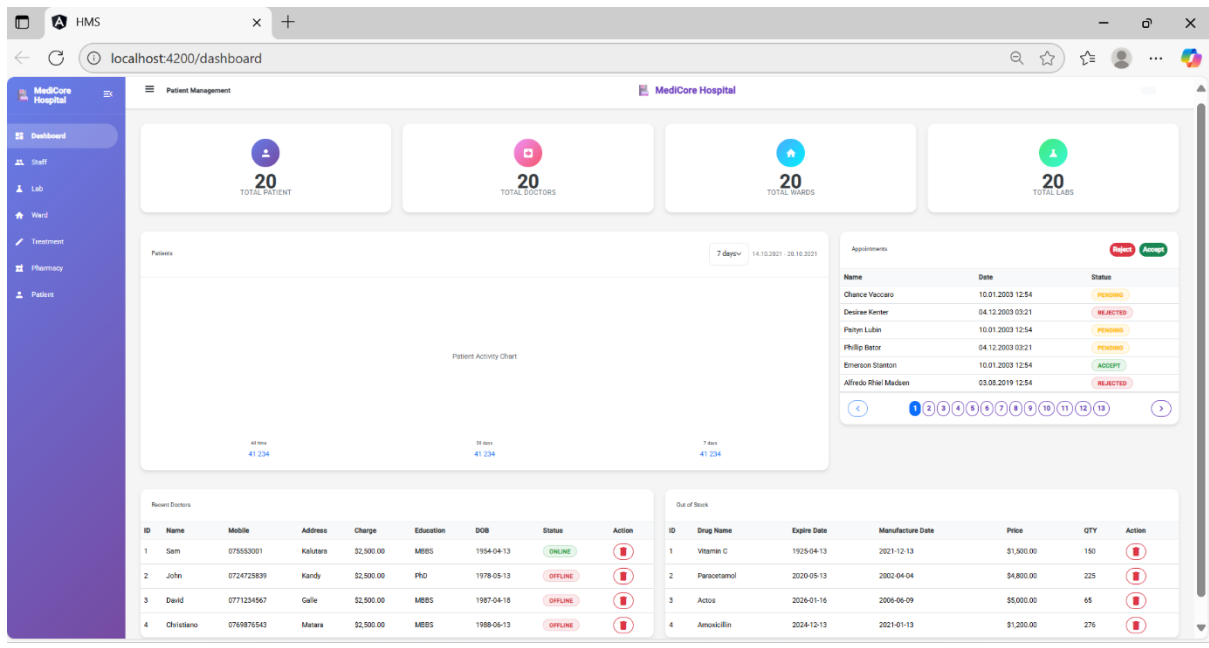 HMS
localhost:4200/dashboard
MediCore
Hospital
Patient Management
MediCore Hospital
Dashboard
Staff
Lab
Ward
Treatment
Pharmacy
Patient
20
TOTAL PATIENT
20
TOTAL DOCTORS
20
TOTAL WARDS
20
TOTAL LABS
Patients
7 days
14.10.2021 - 20.10.2021
Patient Activity Chart
All time
41 234
30 days
41 234
7 days
41 234
Appointments
Reject Accept
Name Date Status
Chance Vaccaro 10.01.2003 12:54 PENDING
Desirae Kenter 04.12.2003 03:21 REJECTED
Paityn Lubin 10.01.2003 12:54 PENDING
Phillip Bator 04.12.2003 03:21 PENDING
Emerson Stanton 10.01.2003 12:54 ACCEPT
Alfredo Rhiel Madsen 03.08.2019 12:54 REJECTED
1 2 3 4 5 6 7 8 9 10 11 12 13
Recent Doctors
ID Name Mobile Address Charge Education DOB Status Action
1 Sam 075553001 Kalutara $2,500.00 MBBS 1954-04-13 ONLINE
2 John 0724725839 Kandy $2,500.00 PhD 1978-05-13 OFFLINE
3 David 0771234567 Galle $2,500.00 MBBS 1987-04-18 OFFLINE
4 Christiano 0769876543 Matara $2,500.00 MBBS 1988-06-13 OFFLINE
Out of Stock
ID Drug Name Expire Date Manufacture Date Price QTY Action
1 Vitamin C 1925-04-13 2021-12-13 $1,500.00 150
2 Paracetamol 2020-05-13 2002-04-04 $4,800.00 225
3 Actos 2026-01-16 2006-06-09 $5,000.00 65
4 Amoxicillin 2024-12-13 2021-01-13 $1,200.00 276